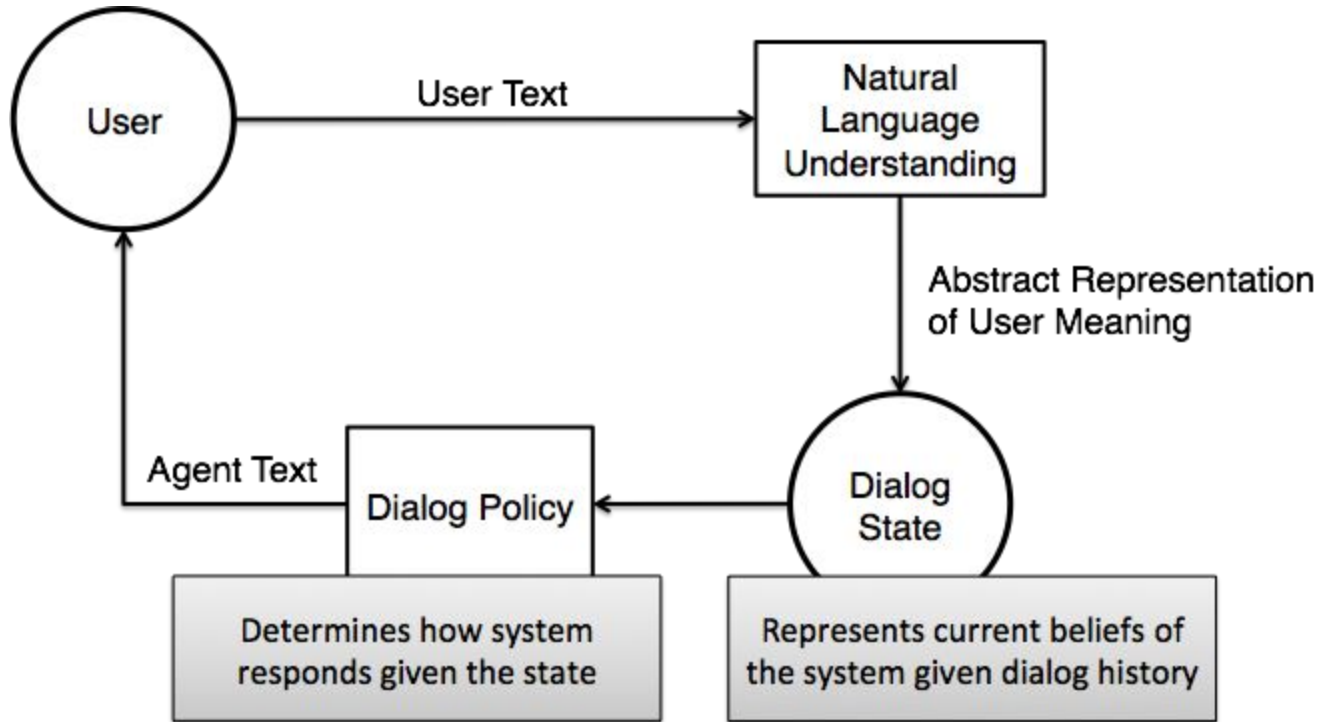 User
User Text
Natural
Language
Understanding
Abstract Representation
of User Meaning
Agent Text
Dialog Policy
Dialog
State
Determines how system
responds given the state
Represents current beliefs of
the system given dialog history